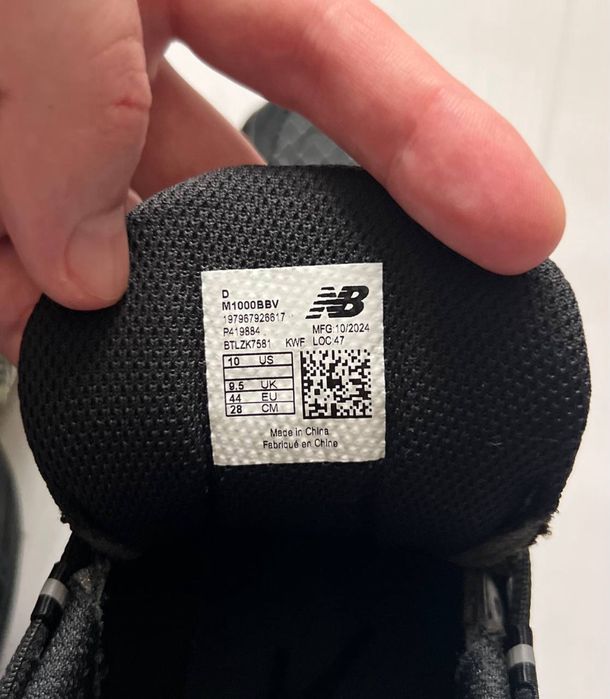 D
M1000BBV
NB
197967926617
P419884 MFG 10/2024
BTLZK7581 KWF LOC 47
10 US
9.5 UK
44 EU
28 CM
Made in China
Fabriqué en Chine